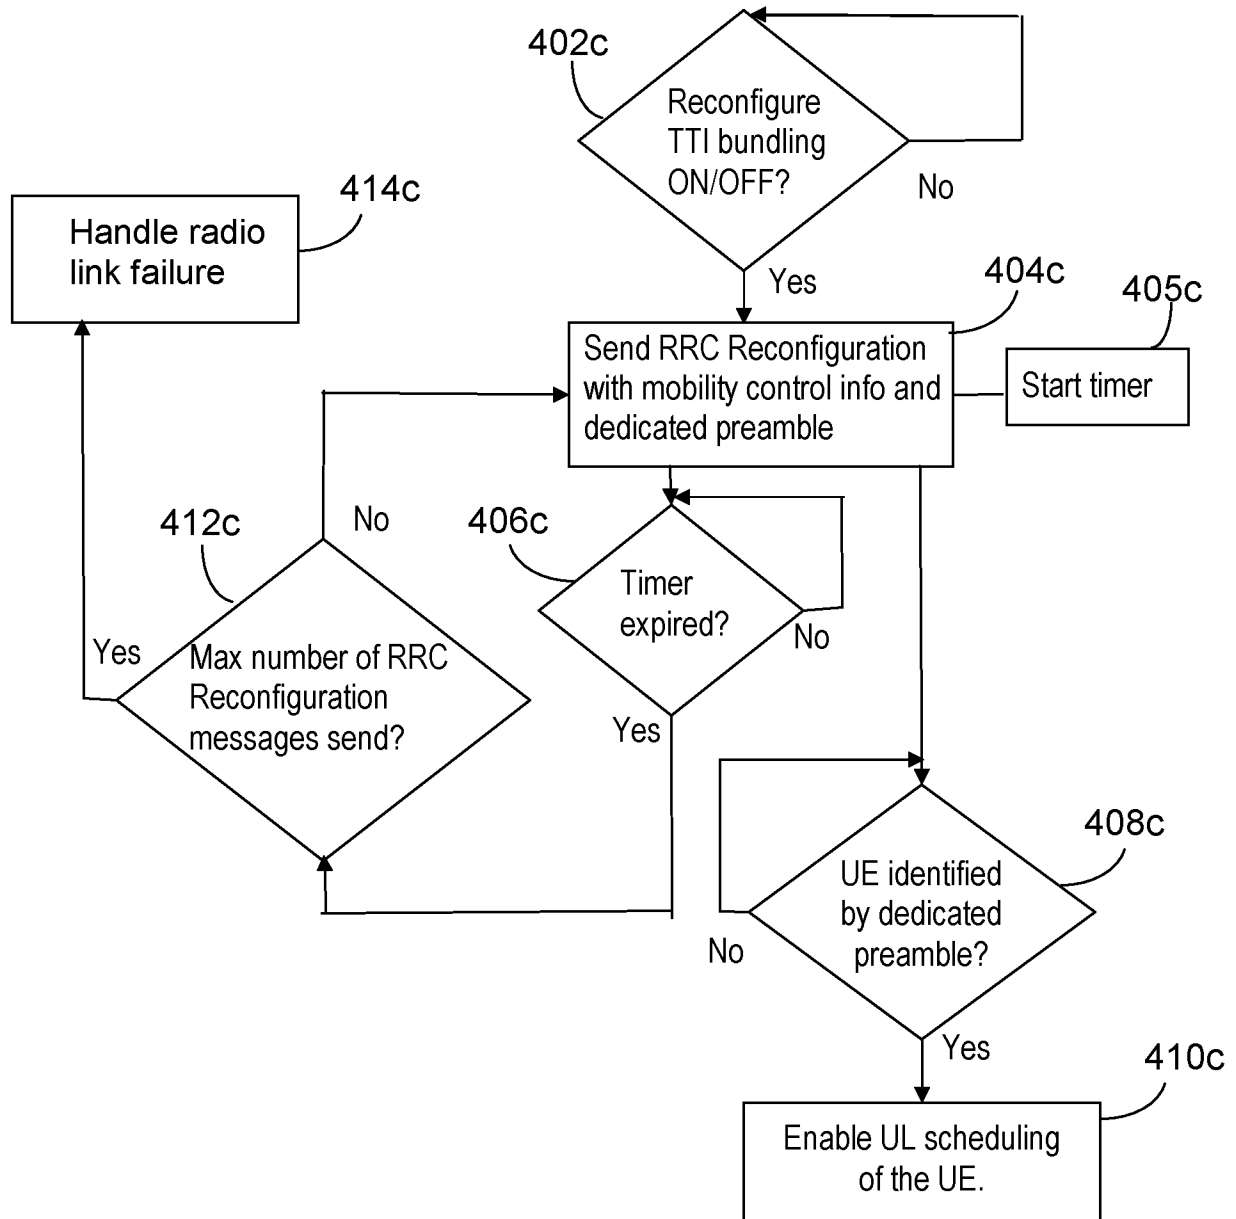 402c
Reconfigure
TTI bundling
ON/OFF?
No
Yes
414c
Handle radio
link failure
404c
405c
Send RRC Reconfiguration
with mobility control info and
dedicated preamble
Start timer
412c
No
406c
Timer
expired?
No
Yes
Max number of RRC
Reconfiguration
messages send?
Yes
408c
UE identified
by dedicated
preamble?
No
Yes
410c
Enable UL scheduling
of the UE.